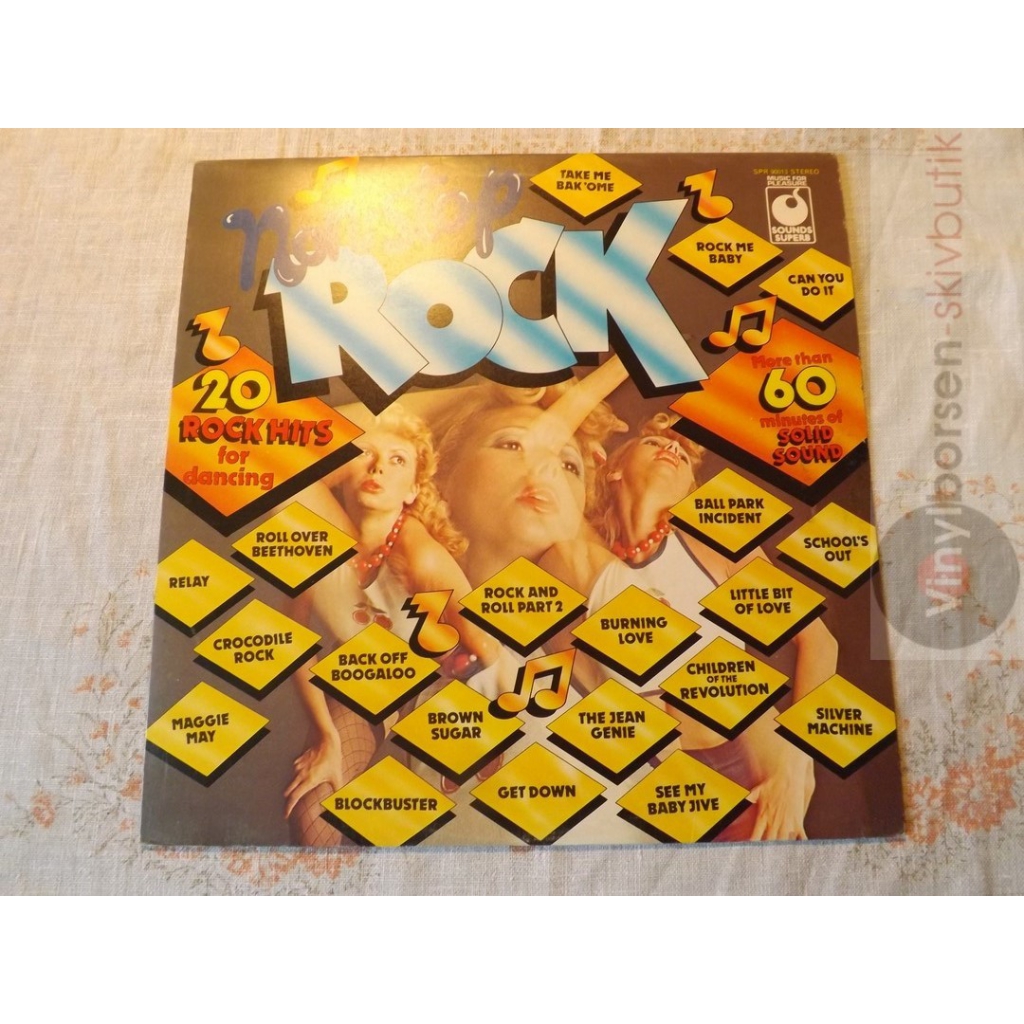 Non Stop
ROCK
TAKE ME
BAK 'OME
SPR 90013 STEREO
MUSIC FOR
PLEASURE
SOUNDS
SUPERB
ROCK ME
BABY
CAN YOU
DO IT
20
ROCK HITS
for
dancing
More than
60
minutes of
SOLID
SOUND
BALL PARK
INCIDENT
SCHOOL'S
OUT
ROLL OVER
BEETHOVEN
RELAY
ROCK AND
ROLL PART 2
LITTLE BIT
OF LOVE
BURNING
LOVE
CROCODILE
ROCK
BACK OFF
BOOGALOO
CHILDREN
OF THE
REVOLUTION
MAGGIE
MAY
BROWN
SUGAR
THE JEAN
GENIE
SILVER
MACHINE
BLOCKBUSTER
GET DOWN
SEE MY
BABY JIVE
Vinylborsen-skivbutik